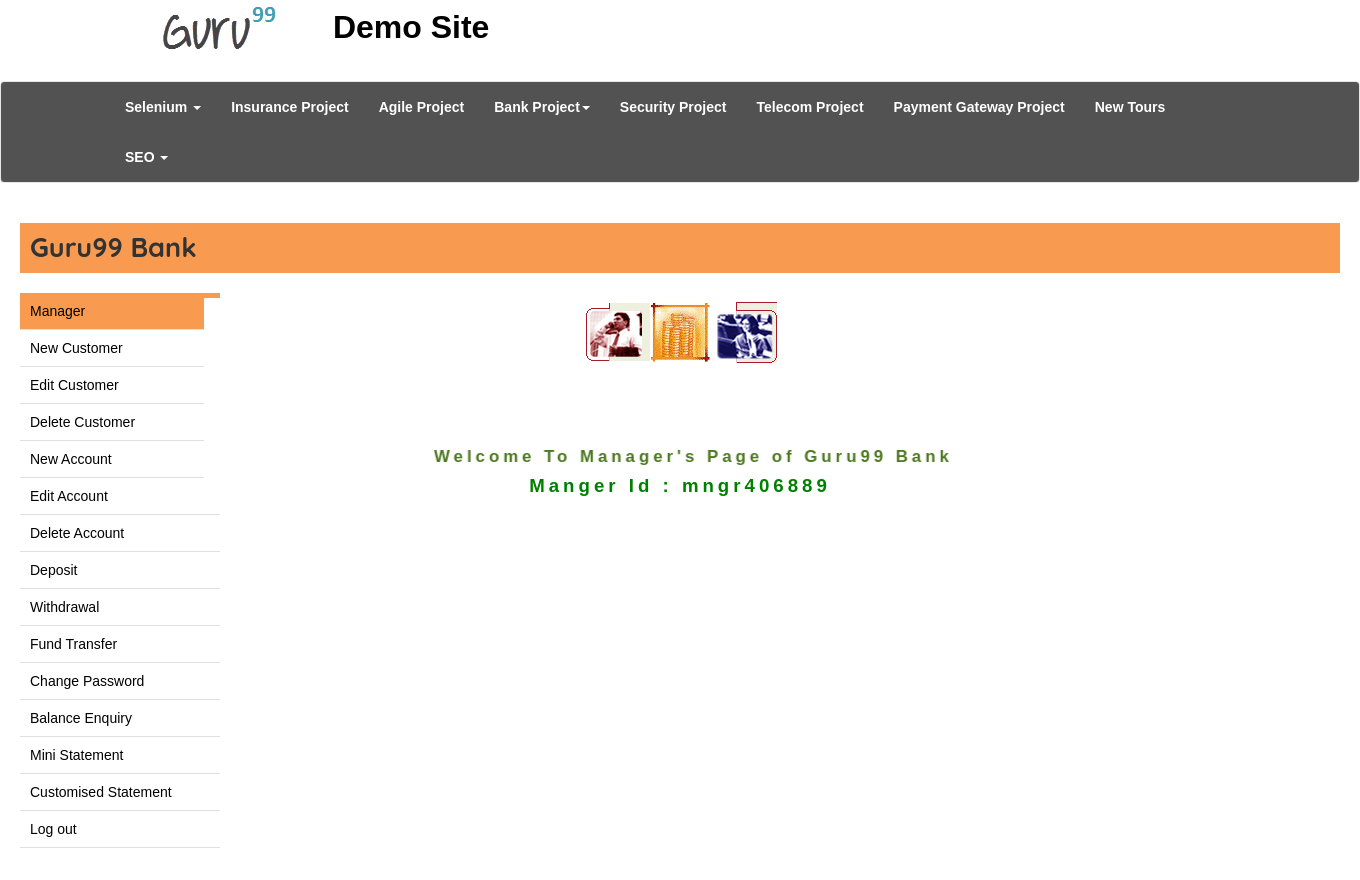 Guru99 Demo Site
Selenium Insurance Project Agile Project Bank Project Security Project Telecom Project Payment Gateway Project New Tours
SEO
Guru99 Bank
Manager
New Customer
Edit Customer
Delete Customer
New Account
Edit Account
Delete Account
Deposit
Withdrawal
Fund Transfer
Change Password
Balance Enquiry
Mini Statement
Customised Statement
Log out
Welcome To Manager's Page of Guru99 Bank
Manger Id : mngr406889